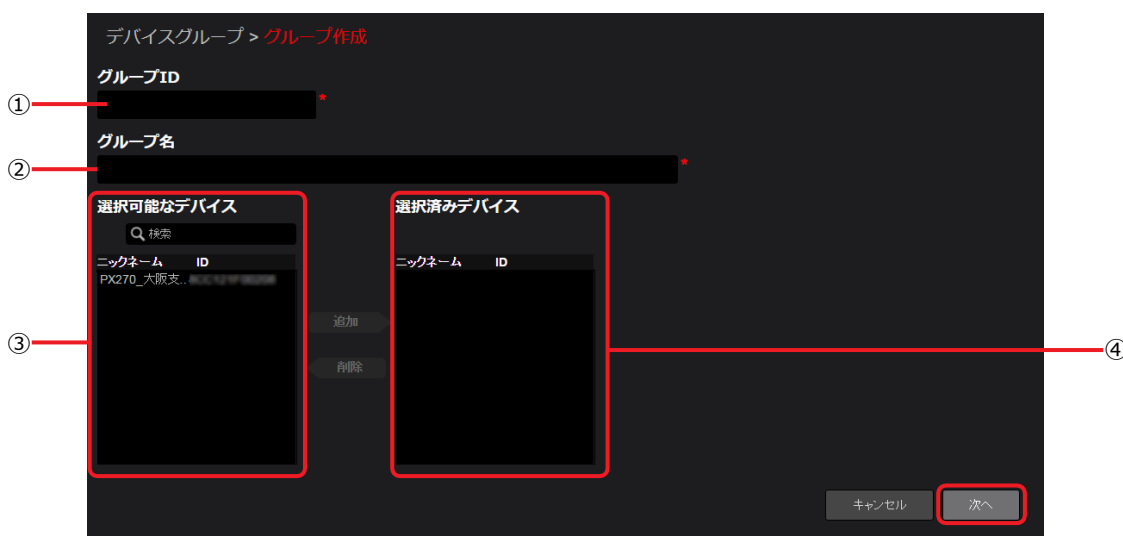 デバイスグループ > グループ作成
グループID
① *
グループ名
② *
選択可能なデバイス 選択済みデバイス
検索
ニックネーム ID ニックネーム ID
PX270_大阪支..
追加
③ ④
削除
キャンセル 次へ